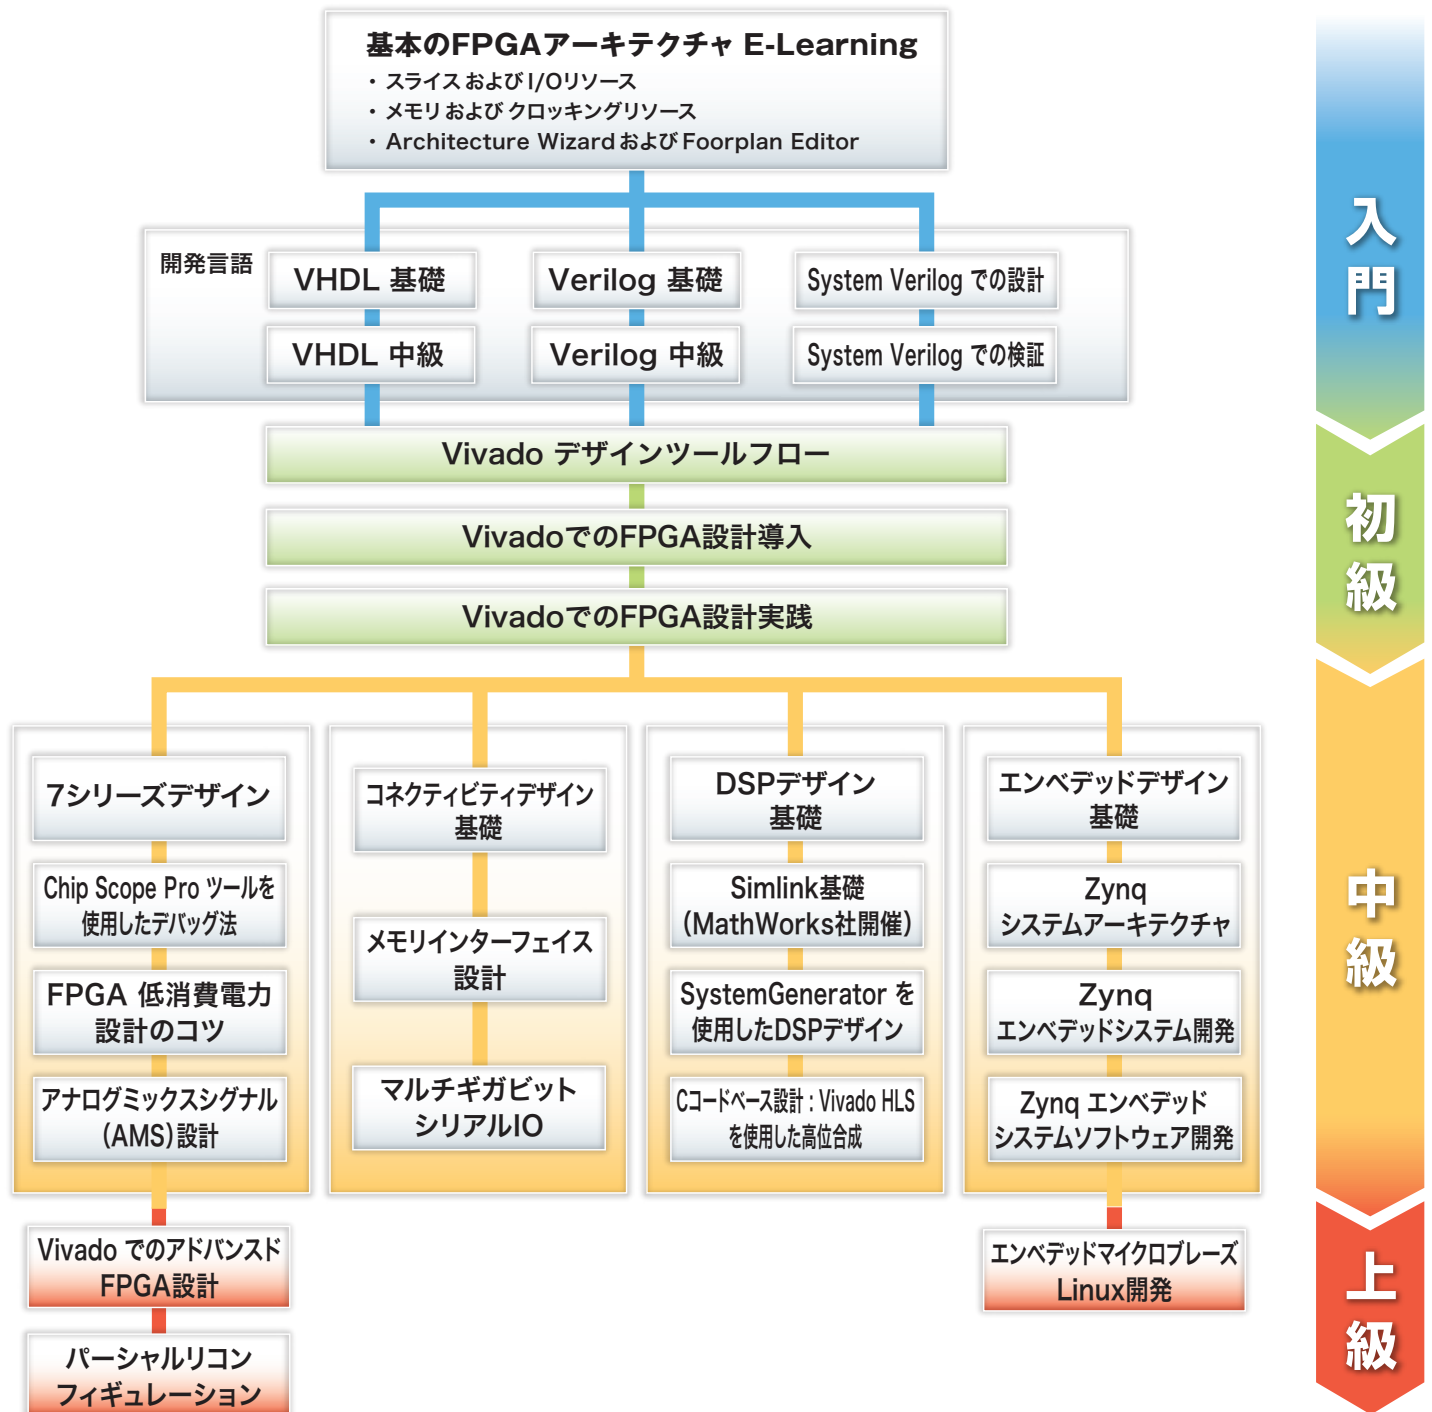 基本のFPGAアーキテクチャ E-Learning
・ スライス および I/Oリソース
・ メモリ および クロッキングリソース
・ Architecture Wizard および Foorplan Editor
開発言語
VHDL 基礎
Verilog 基礎
System Verilog での設計
VHDL 中級
Verilog 中級
System Verilog での検証
Vivado デザインツールフロー
VivadoでのFPGA設計導入
VivadoでのFPGA設計実践
7シリーズデザイン
Chip Scope Pro ツールを
使用したデバッグ法
FPGA 低消費電力
設計のコツ
アナログミックスシグナル
(AMS)設計
コネクティビティデザイン
基礎
メモリインターフェイス
設計
マルチギガビット
シリアルIO
DSPデザイン
基礎
Simlink基礎
(MathWorks社開催)
SystemGenerator を
使用したDSPデザイン
Cコードベース設計 : Vivado HLS
を使用した高位合成
エンベデッドデザイン
基礎
Zynq
システムアーキテクチャ
Zynq
エンベデッドシステム開発
Zynq エンベデッド
システムソフトウェア開発
Vivado でのアドバンスド
FPGA設計
パーシャルリコン
フィギュレーション
エンベデッドマイクロブレーズ
Linux開発
入門
初級
中級
上級